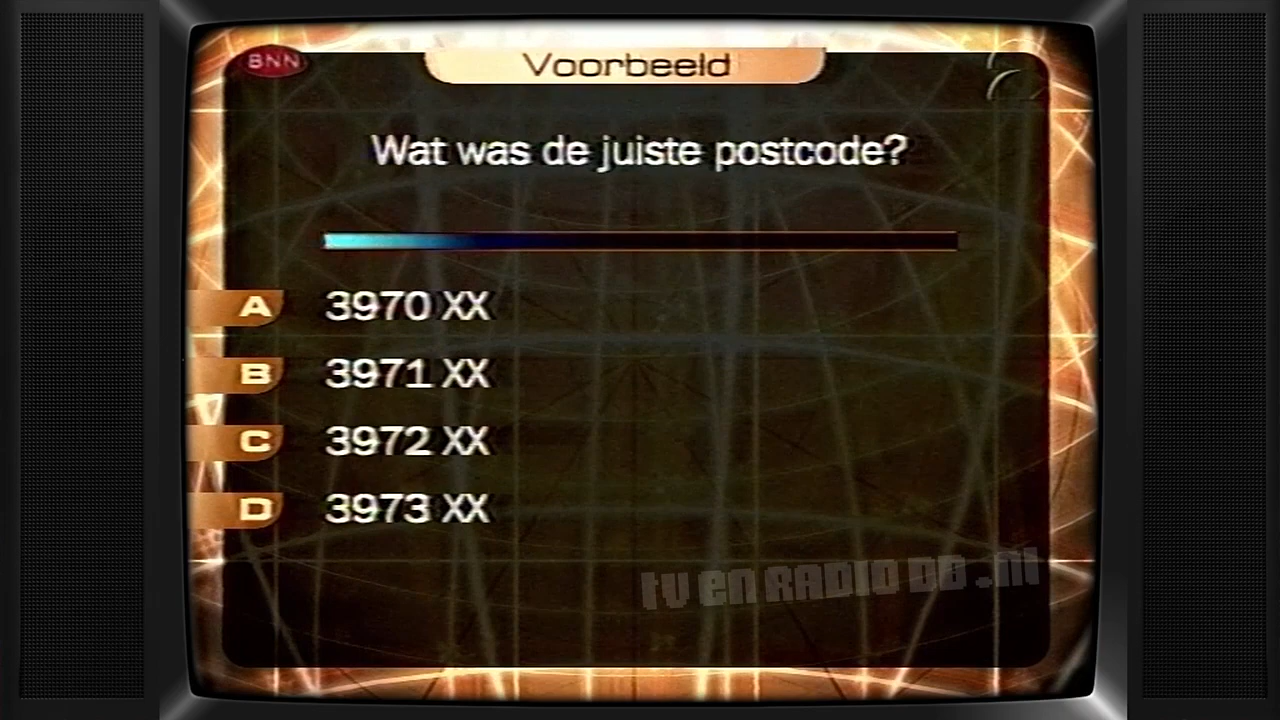 BNN
Voorbeeld
Wat was de juiste postcode?
A 3970 XX
B 3971 XX
C 3972 XX
D 3973 XX
TV EN RADIO DB .nl